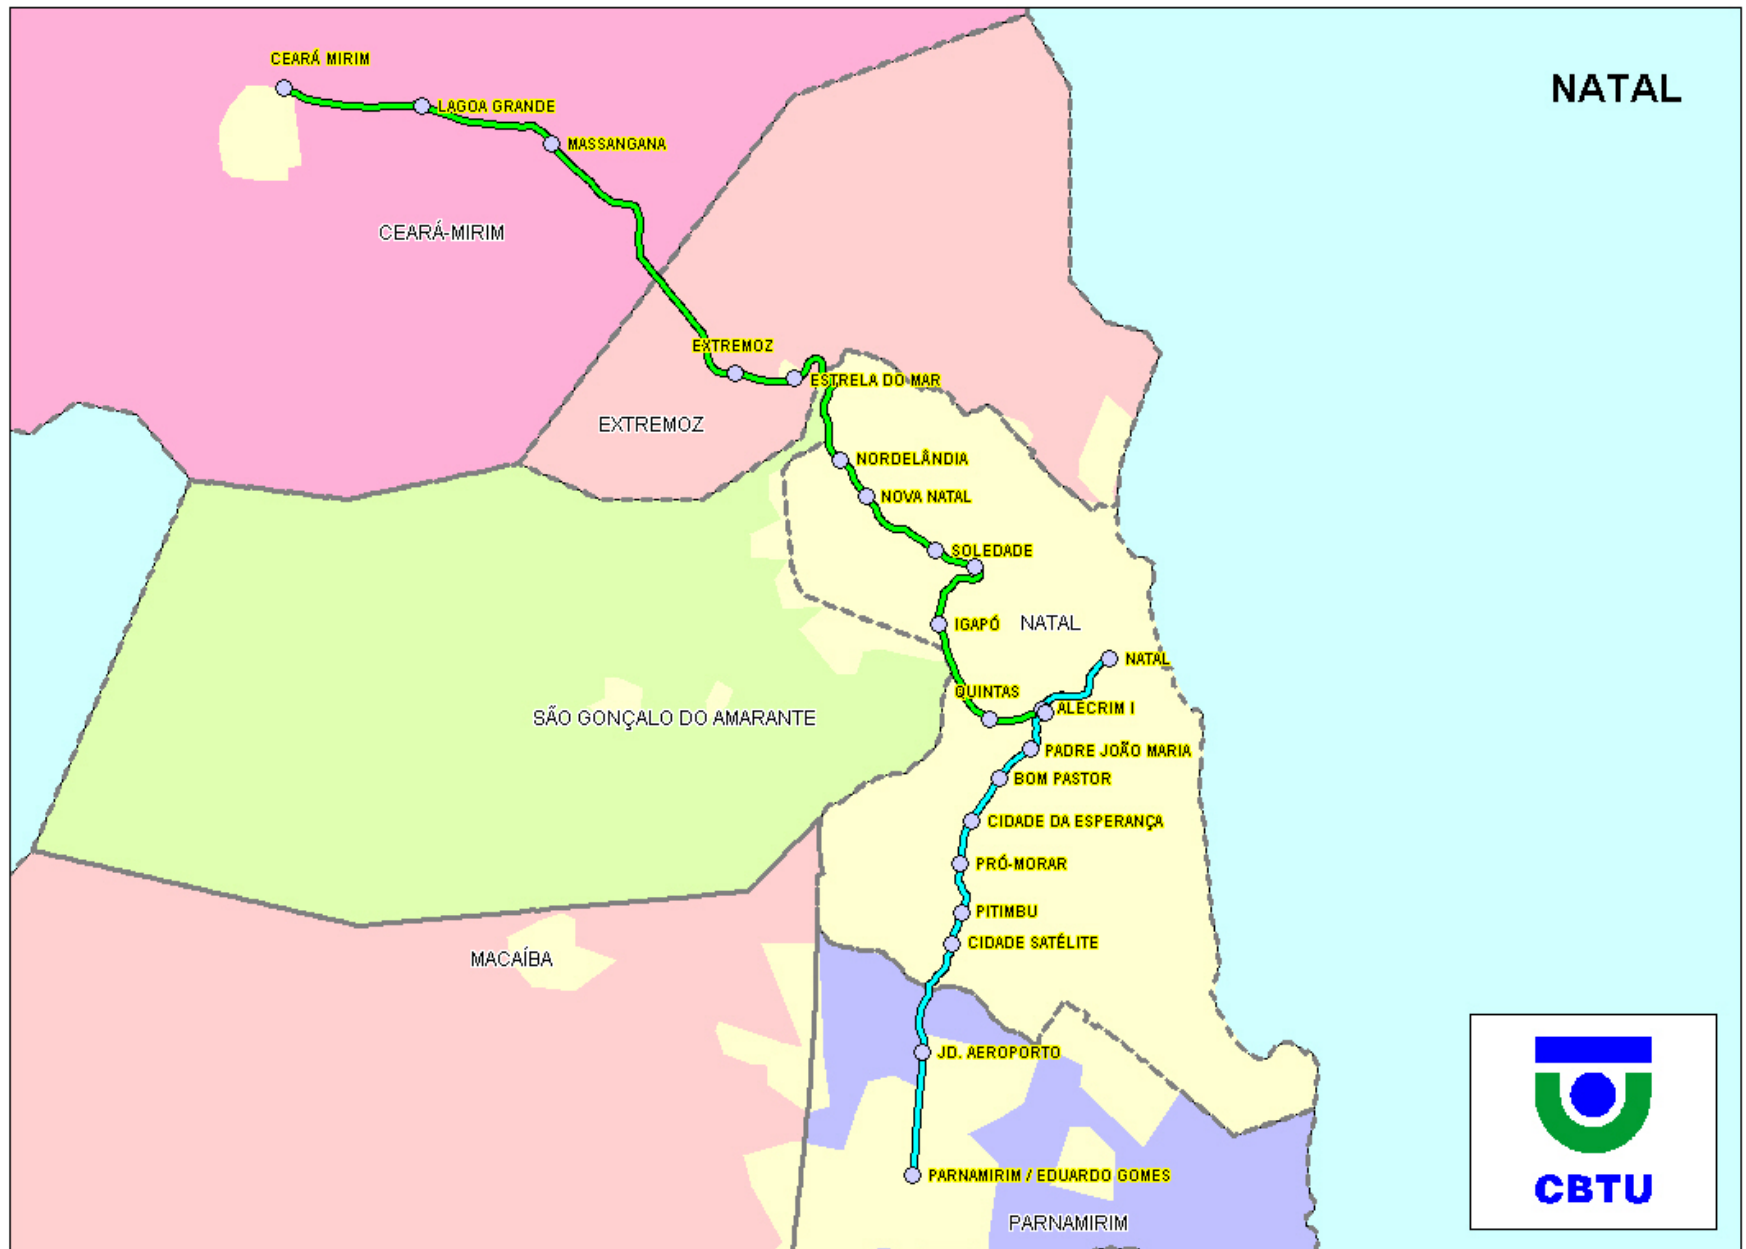 CEARÁ MIRIM
NATAL
LAGOA GRANDE
MASSANGANA
CEARÁ-MIRIM
EXTREMOZ
ESTRELA DO MAR
EXTREMOZ
NORDELÂNDIA
NOVA NATAL
SOLEDADE
IGAPÓ
NATAL
NATAL
QUINTAS
ALECRIM I
SÃO GONÇALO DO AMARANTE
PADRE JOÃO MARIA
BOM PASTOR
CIDADE DA ESPERANÇA
PRÓ-MORAR
PITIMBU
CIDADE SATÉLITE
MACAÍBA
JD. AEROPORTO
PARNAMIRIM / EDUARDO GOMES
CBTU
PARNAMIRIM